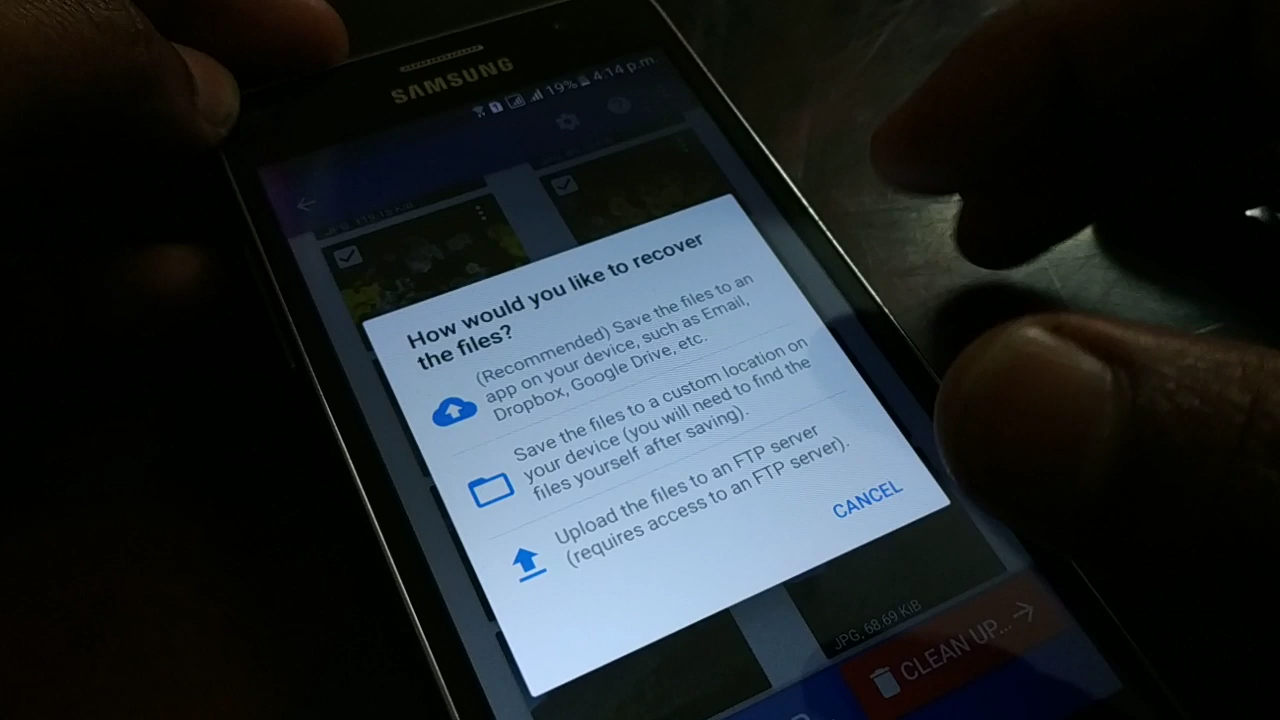 SAMSUNG
19% 4:14 p.m
How would you like to recover
the files?
(Recommended) Save the files to an
app on your device, such as Email,
Dropbox, Google Drive, etc.
Save the files to a custom location on
your device (you will need to find the
files yourself after saving).
Upload the files to an FTP server
(requires access to an FTP server).
CANCEL
JPG, 68.69 KiB
CLEAN UP...